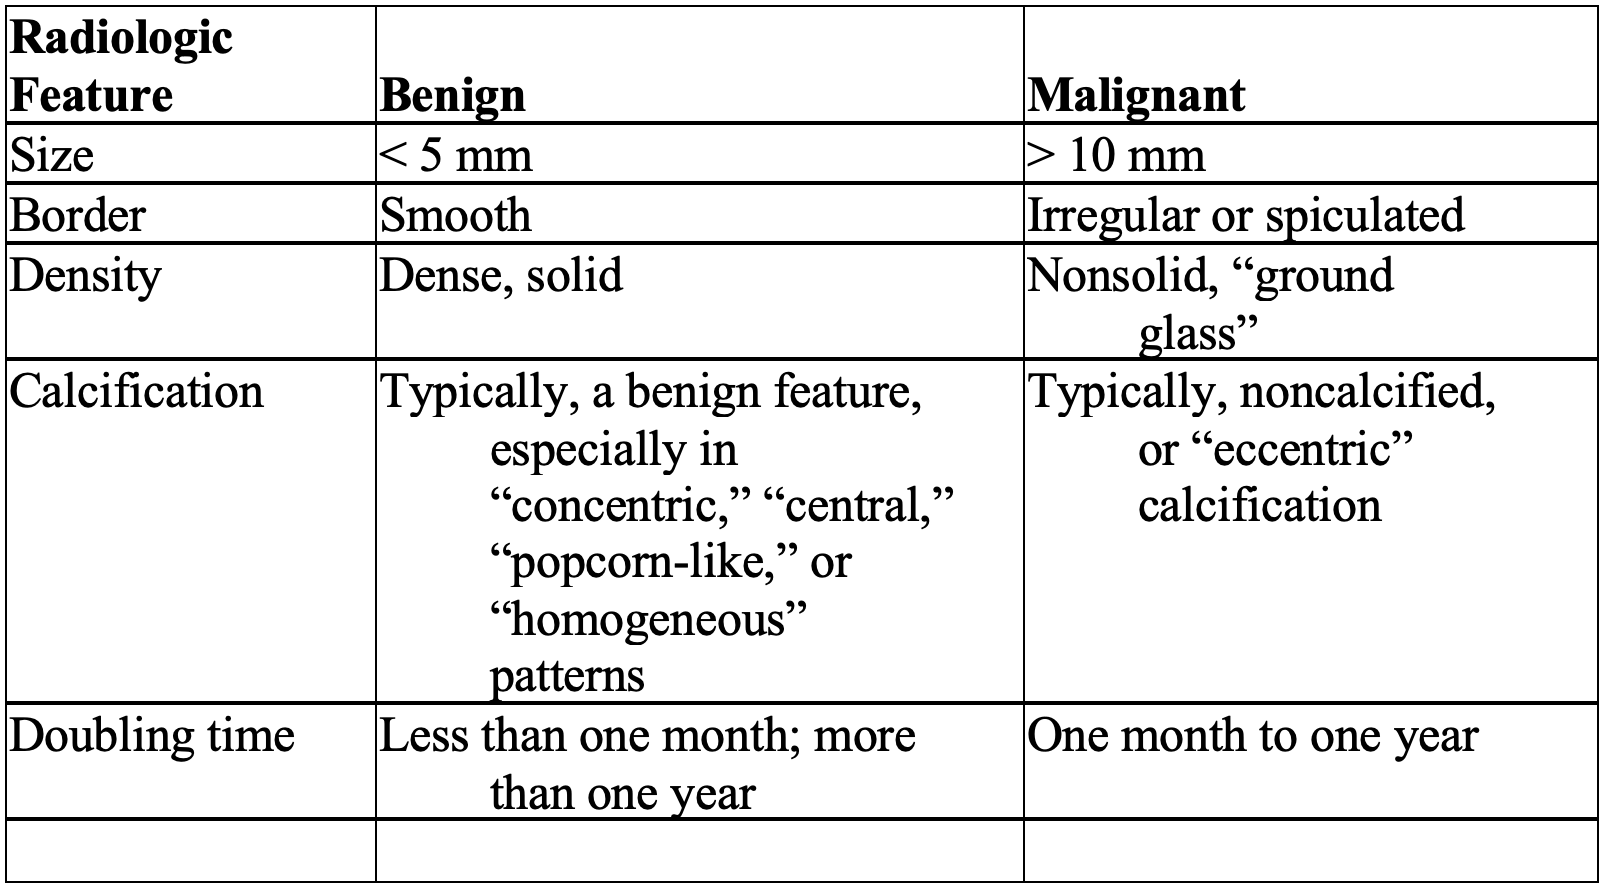 Radiologic
Feature
Benign
Malignant
Size
< 5 mm
> 10 mm
Border
Smooth
Irregular or spiculated
Density
Dense, solid
Nonsolid, “ground
glass”
Calcification
Typically, a benign feature,
especially in
“concentric,” “central,”
“popcorn-like,” or
“homogeneous”
patterns
Typically, noncalcified,
or “eccentric”
calcification
Doubling time
Less than one month; more
than one year
One month to one year